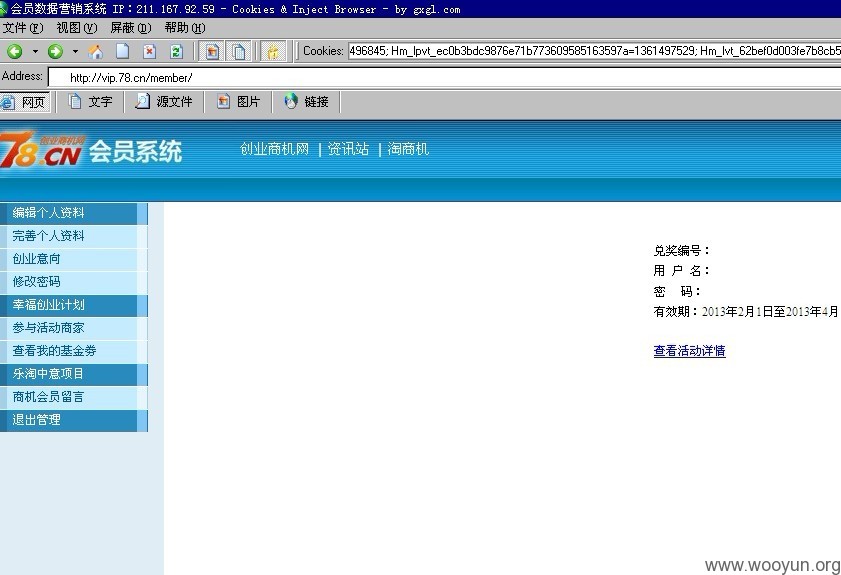 会员数据营销系统 IP：211.167.92.59 - Cookies & Inject Browser - by gxgl.com
文件(F) 视图(V) 屏蔽(D) 帮助(H)
Cookies: 496845; Hm_lpvt_ec0b3bdc9876e71b773609585163597a=1361497529; Hm_lvt_62bef0d003fe7b8cb5
Address: http://vip.78.cn/member/
网页 文字 源文件 图片 链接
创业商机网
78.CN 会员系统 创业商机网 | 资讯站 | 淘商机
编辑个人资料
完善个人资料
创业意向
修改密码
幸福创业计划
参与活动商家
查看我的基金券
乐淘中意项目
商机会员留言
退出管理
兑奖编号：
用 户 名：
密 码：
有效期：2013年2月1日至2013年4月
查看活动详情
www.wooyun.org